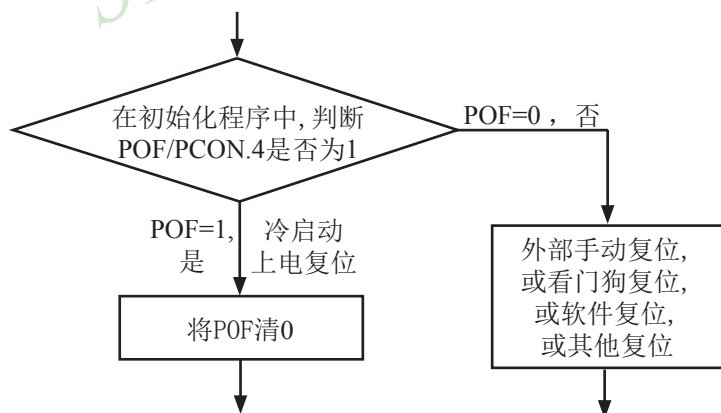 在初始化程序中, 判断
POF/PCON.4是否为1
POF=0 ， 否
POF=1,
是
冷启动
上电复位
外部手动复位,
或看门狗复位,
或软件复位,
或其他复位
将POF清0